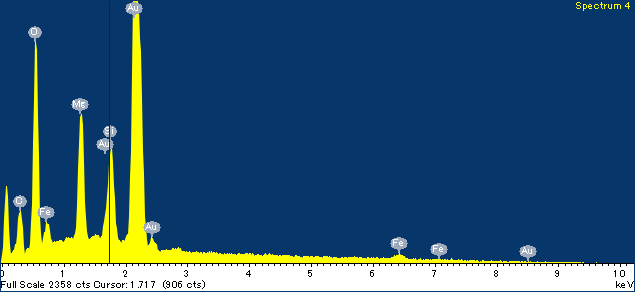 Spectrum 4
Au
O
Mg
Si
Au
Fe
Au
Fe
Fe
Au
0 1 2 3 4 5 6 7 8 9 10
Full Scale 2358 cts Cursor: 1.717 (906 cts) keV